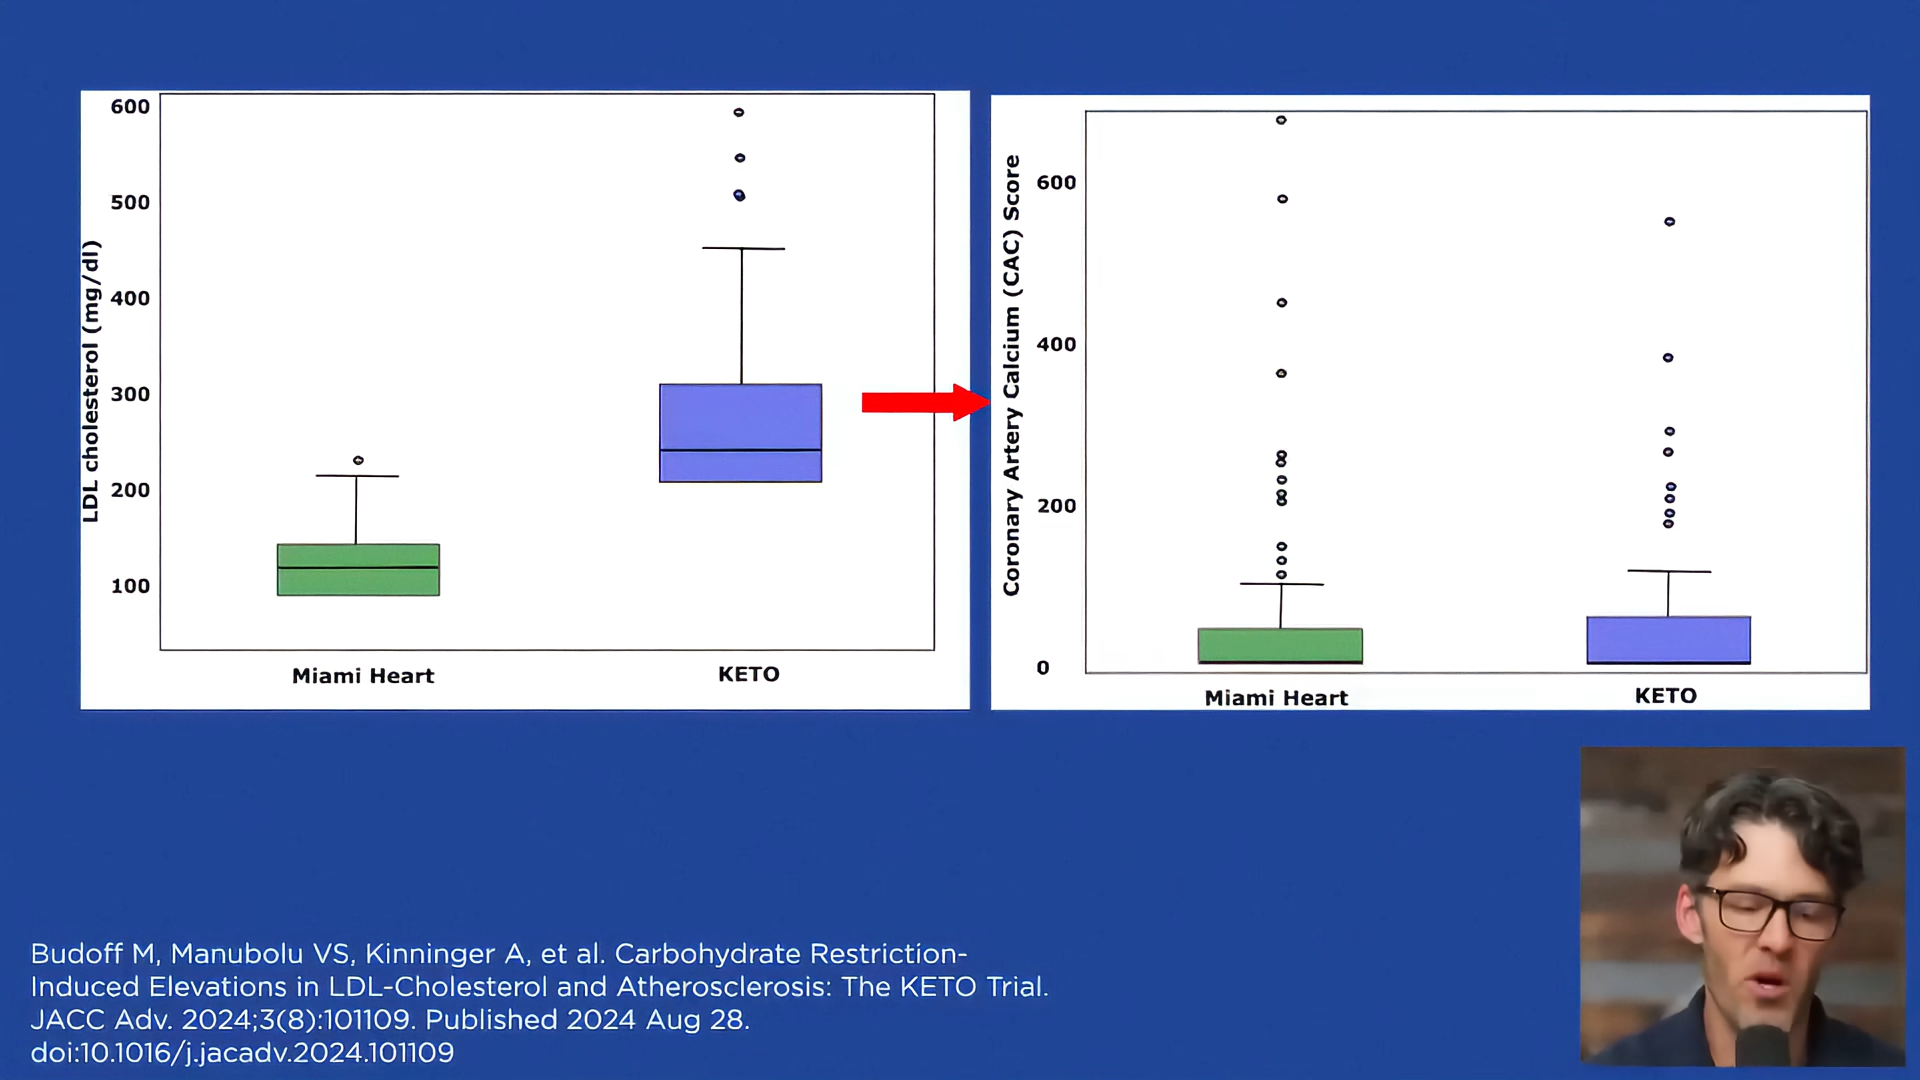 600
500
400
300
200
100
LDL cholesterol (mg/dl)
Miami Heart
KETO
600
400
200
0
Coronary Artery Calcium (CAC) Score
Miami Heart
KETO
Budoff M, Manubolu VS, Kinninger A, et al. Carbohydrate Restriction-
Induced Elevations in LDL-Cholesterol and Atherosclerosis: The KETO Trial.
JACC Adv. 2024;3(8):101109. Published 2024 Aug 28.
doi:10.1016/j.jacadv.2024.101109